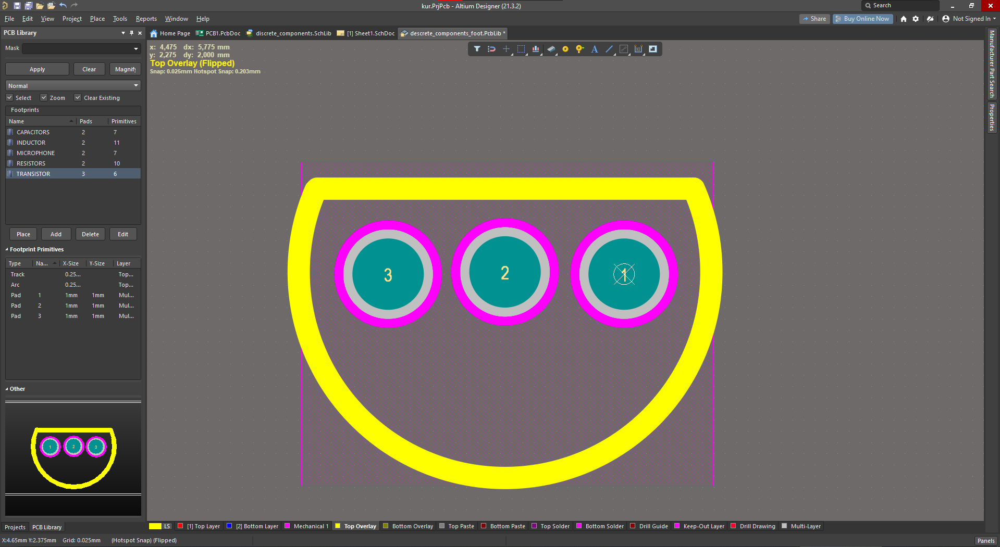 kur.PrjPcb - Altium Designer (21.3.2)
Search
File Edit View Project Place Tools Reports Window Help
Share
Buy Online Now
Not Signed In
PCB Library
Home Page
PCB1.PcbDoc
discrete_components.SchLib
[1] Sheet1.SchDoc
descrete_components_foot.PcbLib *
Mask
Apply Clear Magnify
Normal
Select Zoom Clear Existing
Footprints
Name Pads Primitives
CAPACITORS 2 7
INDUCTOR 2 11
MICROPHONE 2 7
RESISTORS 2 10
TRANSISTOR 3 6
Place Add Delete Edit
Footprint Primitives
Type Na... X-Size Y-Size Layer
Track 0.25... Top...
Arc 0.25... Top...
Pad 1 1mm 1mm Mul...
Pad 2 1mm 1mm Mul...
Pad 3 1mm 1mm Mul...
Other
1 2 3
Projects PCB Library
x: 4,475 dx: 5,775 mm
y: 2,275 dy: 2,000 mm
Top Overlay (Flipped)
Snap: 0.025mm Hotspot Snap: 0.203mm
3 2 1
Manufacturer Part Search
Properties
LS [1] Top Layer [2] Bottom Layer Mechanical 1 Top Overlay Bottom Overlay Top Paste Bottom Paste Top Solder Bottom Solder Drill Guide Keep-Out Layer Drill Drawing Multi-Layer
X:4.65mm Y:2.375mm Grid: 0.025mm (Hotspot Snap) (Flipped)
Panels